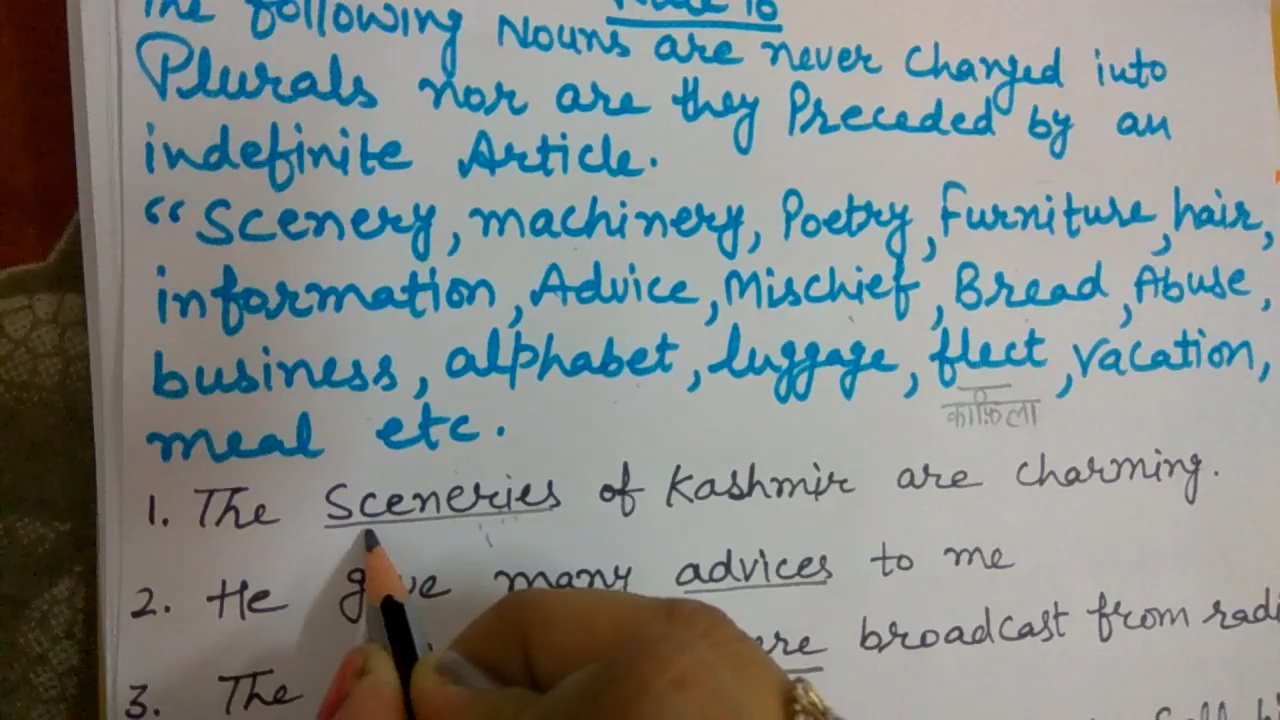 The following Nouns are never changed into
Plurals nor are they Preceded by an
indefinite Article.
“Scenery, machinery, Poetry, Furniture, hair,
information, Advice, Mischief, Bread, Abuse,
business, alphabet, luggage, flect, vacation,
काफ़िला
meal etc.
1. The Sceneries of Kashmir are charming.
2. He gave many advices to me
3. The broadcast from